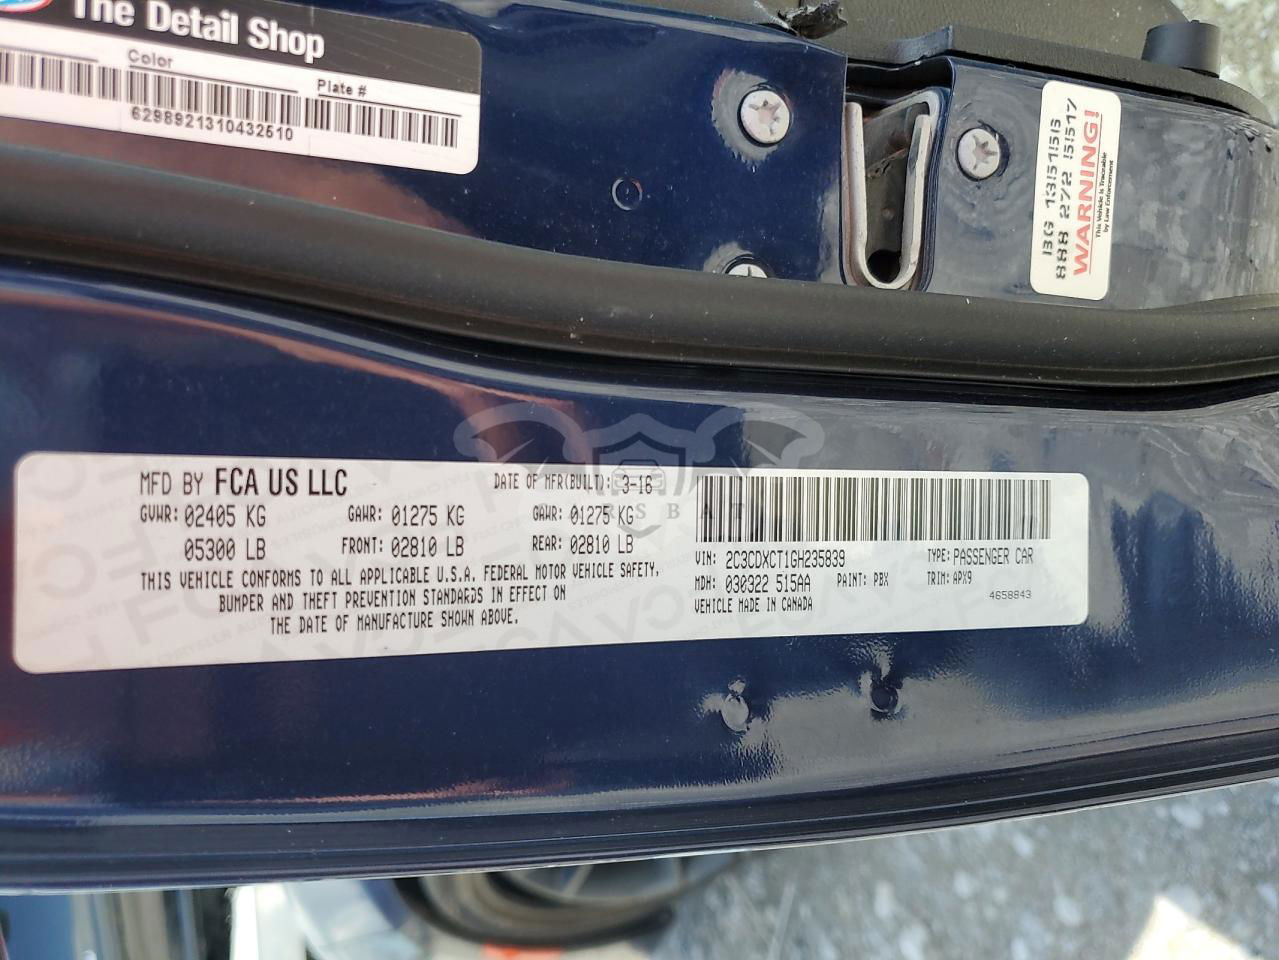 The Detail Shop
Color
Plate #
6298921310432510
BG 1351566
888 272 5517
WARNING!
This Vehicle is Traceable
by Law Enforcement
MFD BY FCA US LLC
DATE OF MFR(BUILT): 3-16
GVWR: 02405 KG GAWR: 01275 KG GAWR: 01275 KG
05300 LB FRONT: 02810 LB REAR: 02810 LB
THIS VEHICLE CONFORMS TO ALL APPLICABLE U.S.A. FEDERAL MOTOR VEHICLE SAFETY,
BUMPER AND THEFT PREVENTION STANDARDS IN EFFECT ON
THE DATE OF MANUFACTURE SHOWN ABOVE.
VIN: 2C3CDXCT1GH235839 TYPE: PASSENGER CAR
MDH: 030322 515AA PAINT: PBX TRIM: APX9
VEHICLE MADE IN CANADA 4658843